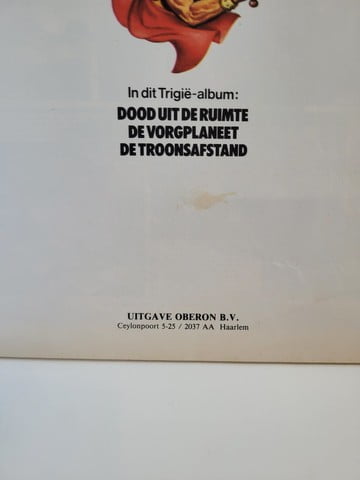 In dit Trigië-album:
DOOD UIT DE RUIMTE
DE VORGPLANEET
DE TROONSAFSTAND
UITGAVE OBERON B.V.
Ceylonpoort 5-25 / 2037 AA Haarlem